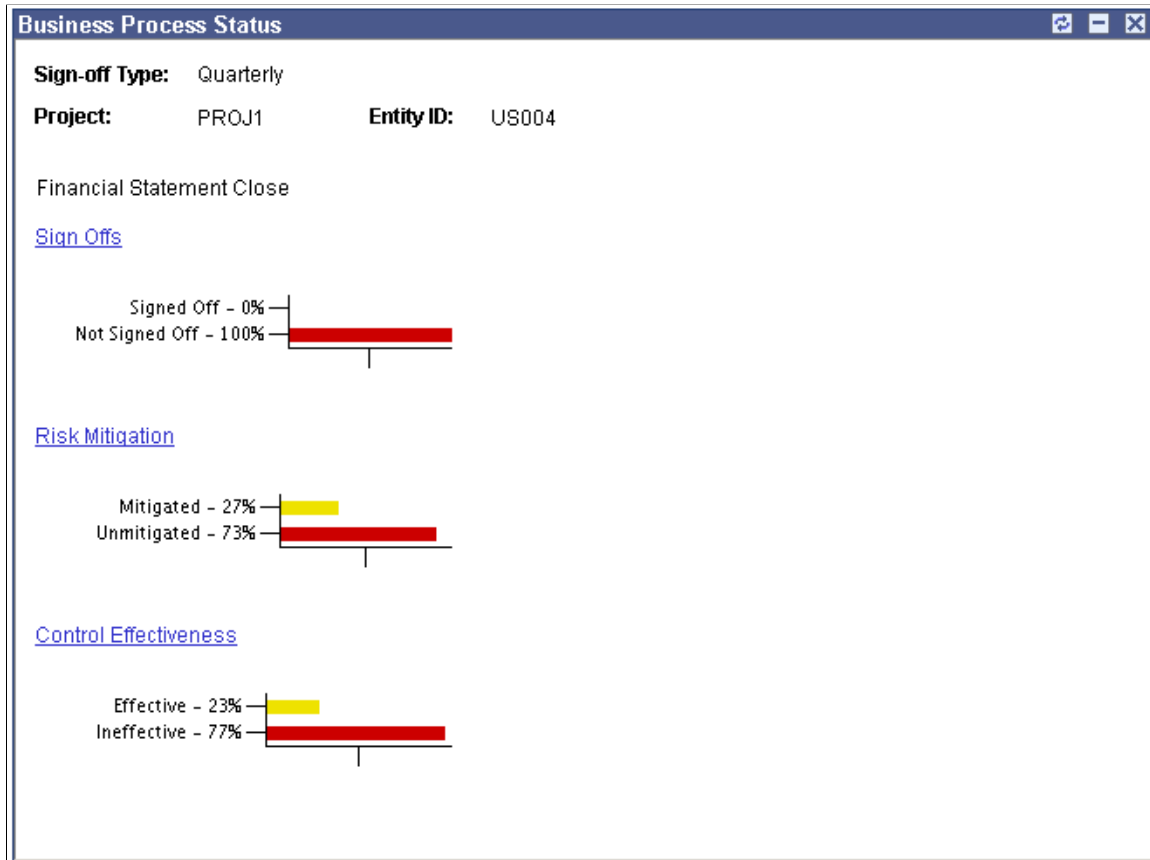 Business Process Status
Sign-off Type: Quarterly
Project: PROJ1 Entity ID: US004
Financial Statement Close
Sign Offs
Signed Off - 0%
Not Signed Off - 100%
Risk Mitigation
Mitigated - 27%
Unmitigated - 73%
Control Effectiveness
Effective - 23%
Ineffective - 77%